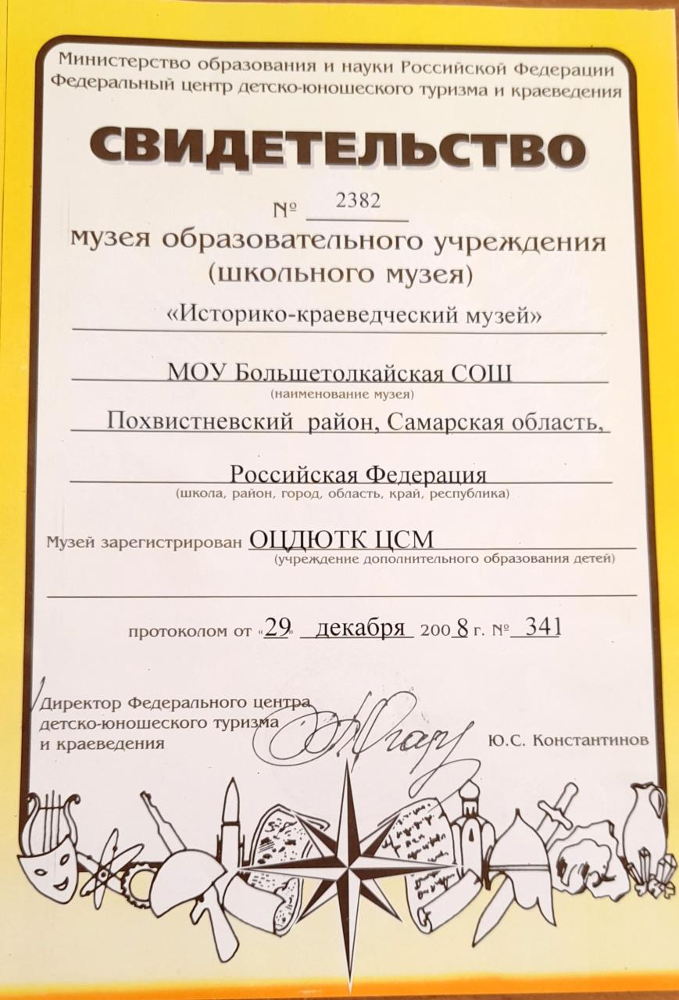 Министерство образования и науки Российской Федерации
Федеральный центр детско-юношеского туризма и краеведения
СВИДЕТЕЛЬСТВО
№ 2382
музея образовательного учреждения
(школьного музея)
«Историко-краеведческий музей»
МОУ Большетолкайская СОШ
(наименование музея)
Похвистневский район, Самарская область,
Российская Федерация
(школа, район, город, область, край, республика)
Музей зарегистрирован ОЦДЮТК ЦСМ
(учреждение дополнительного образования детей)
протоколом от «29» декабря 2008 г. № 341
Директор Федерального центра
детско-юношеского туризма
и краеведения Ю.С. Константинов